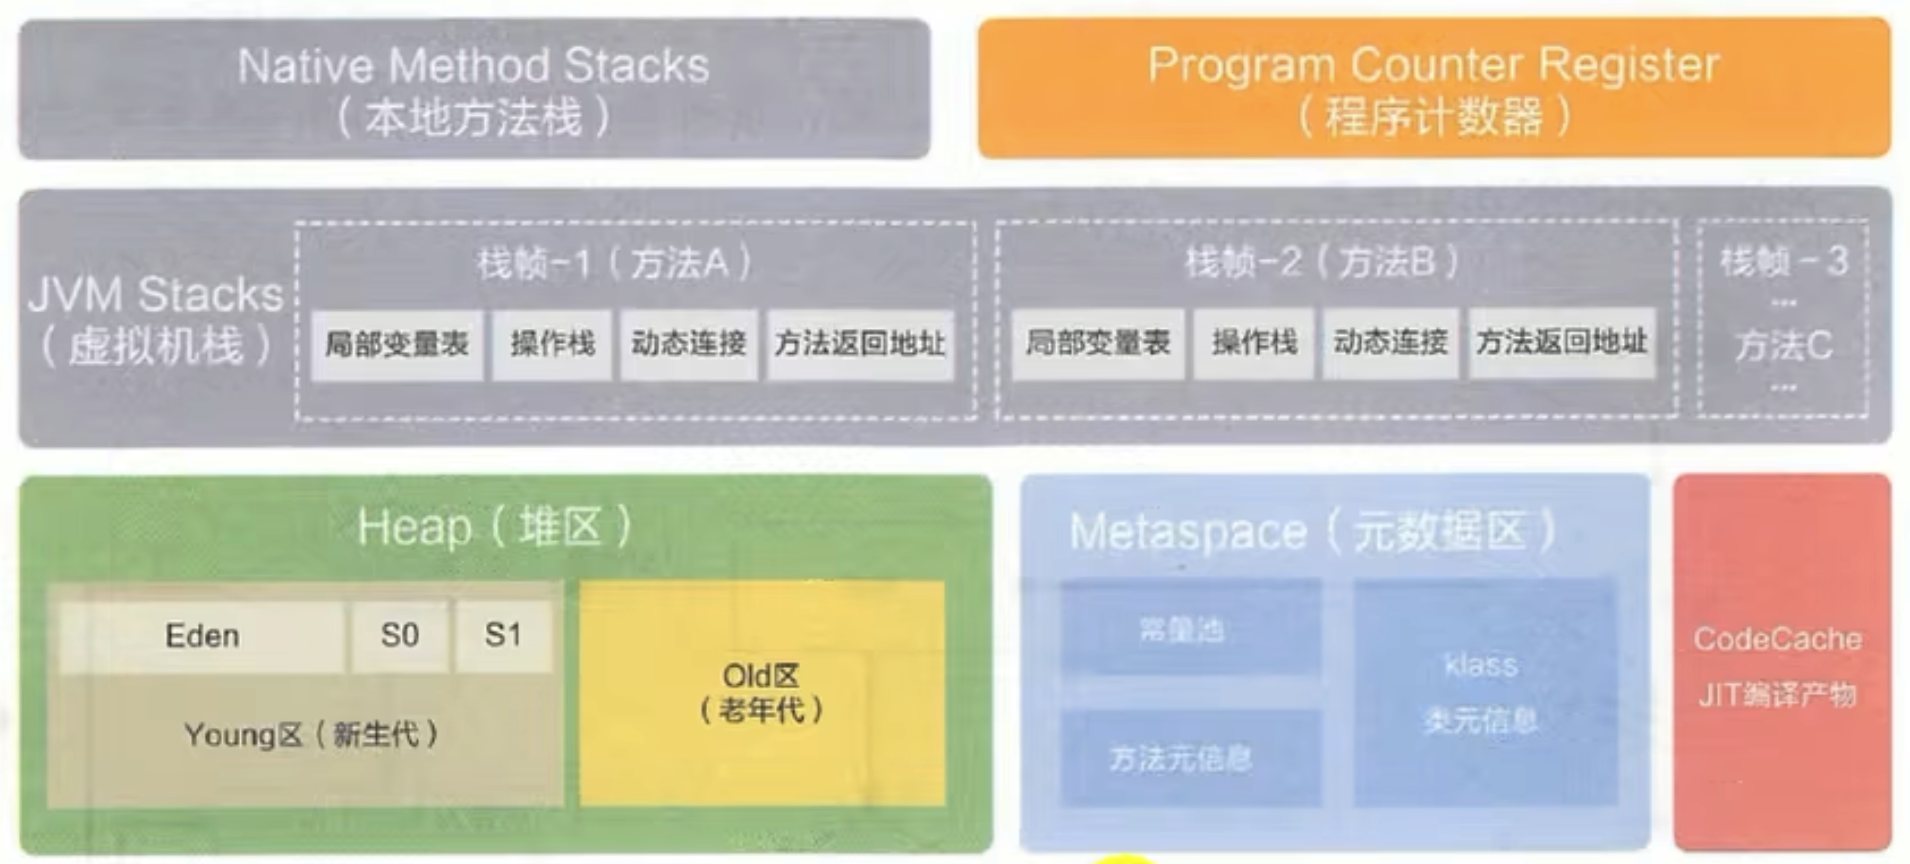 Native Method Stacks
（本地方法栈）
Program Counter Register
（程序计数器）
JVM Stacks
（虚拟机栈）
栈帧-1（方法A）
局部变量表
操作栈
动态连接
方法返回地址
栈帧-2（方法B）
局部变量表
操作栈
动态连接
方法返回地址
栈帧-3
...
方法C
...
Heap（堆区）
Eden
S0
S1
Young区（新生代）
Old区
（老年代）
Metaspace（元数据区）
常量池
方法元信息
klass
类元信息
CodeCache
JIT编译产物